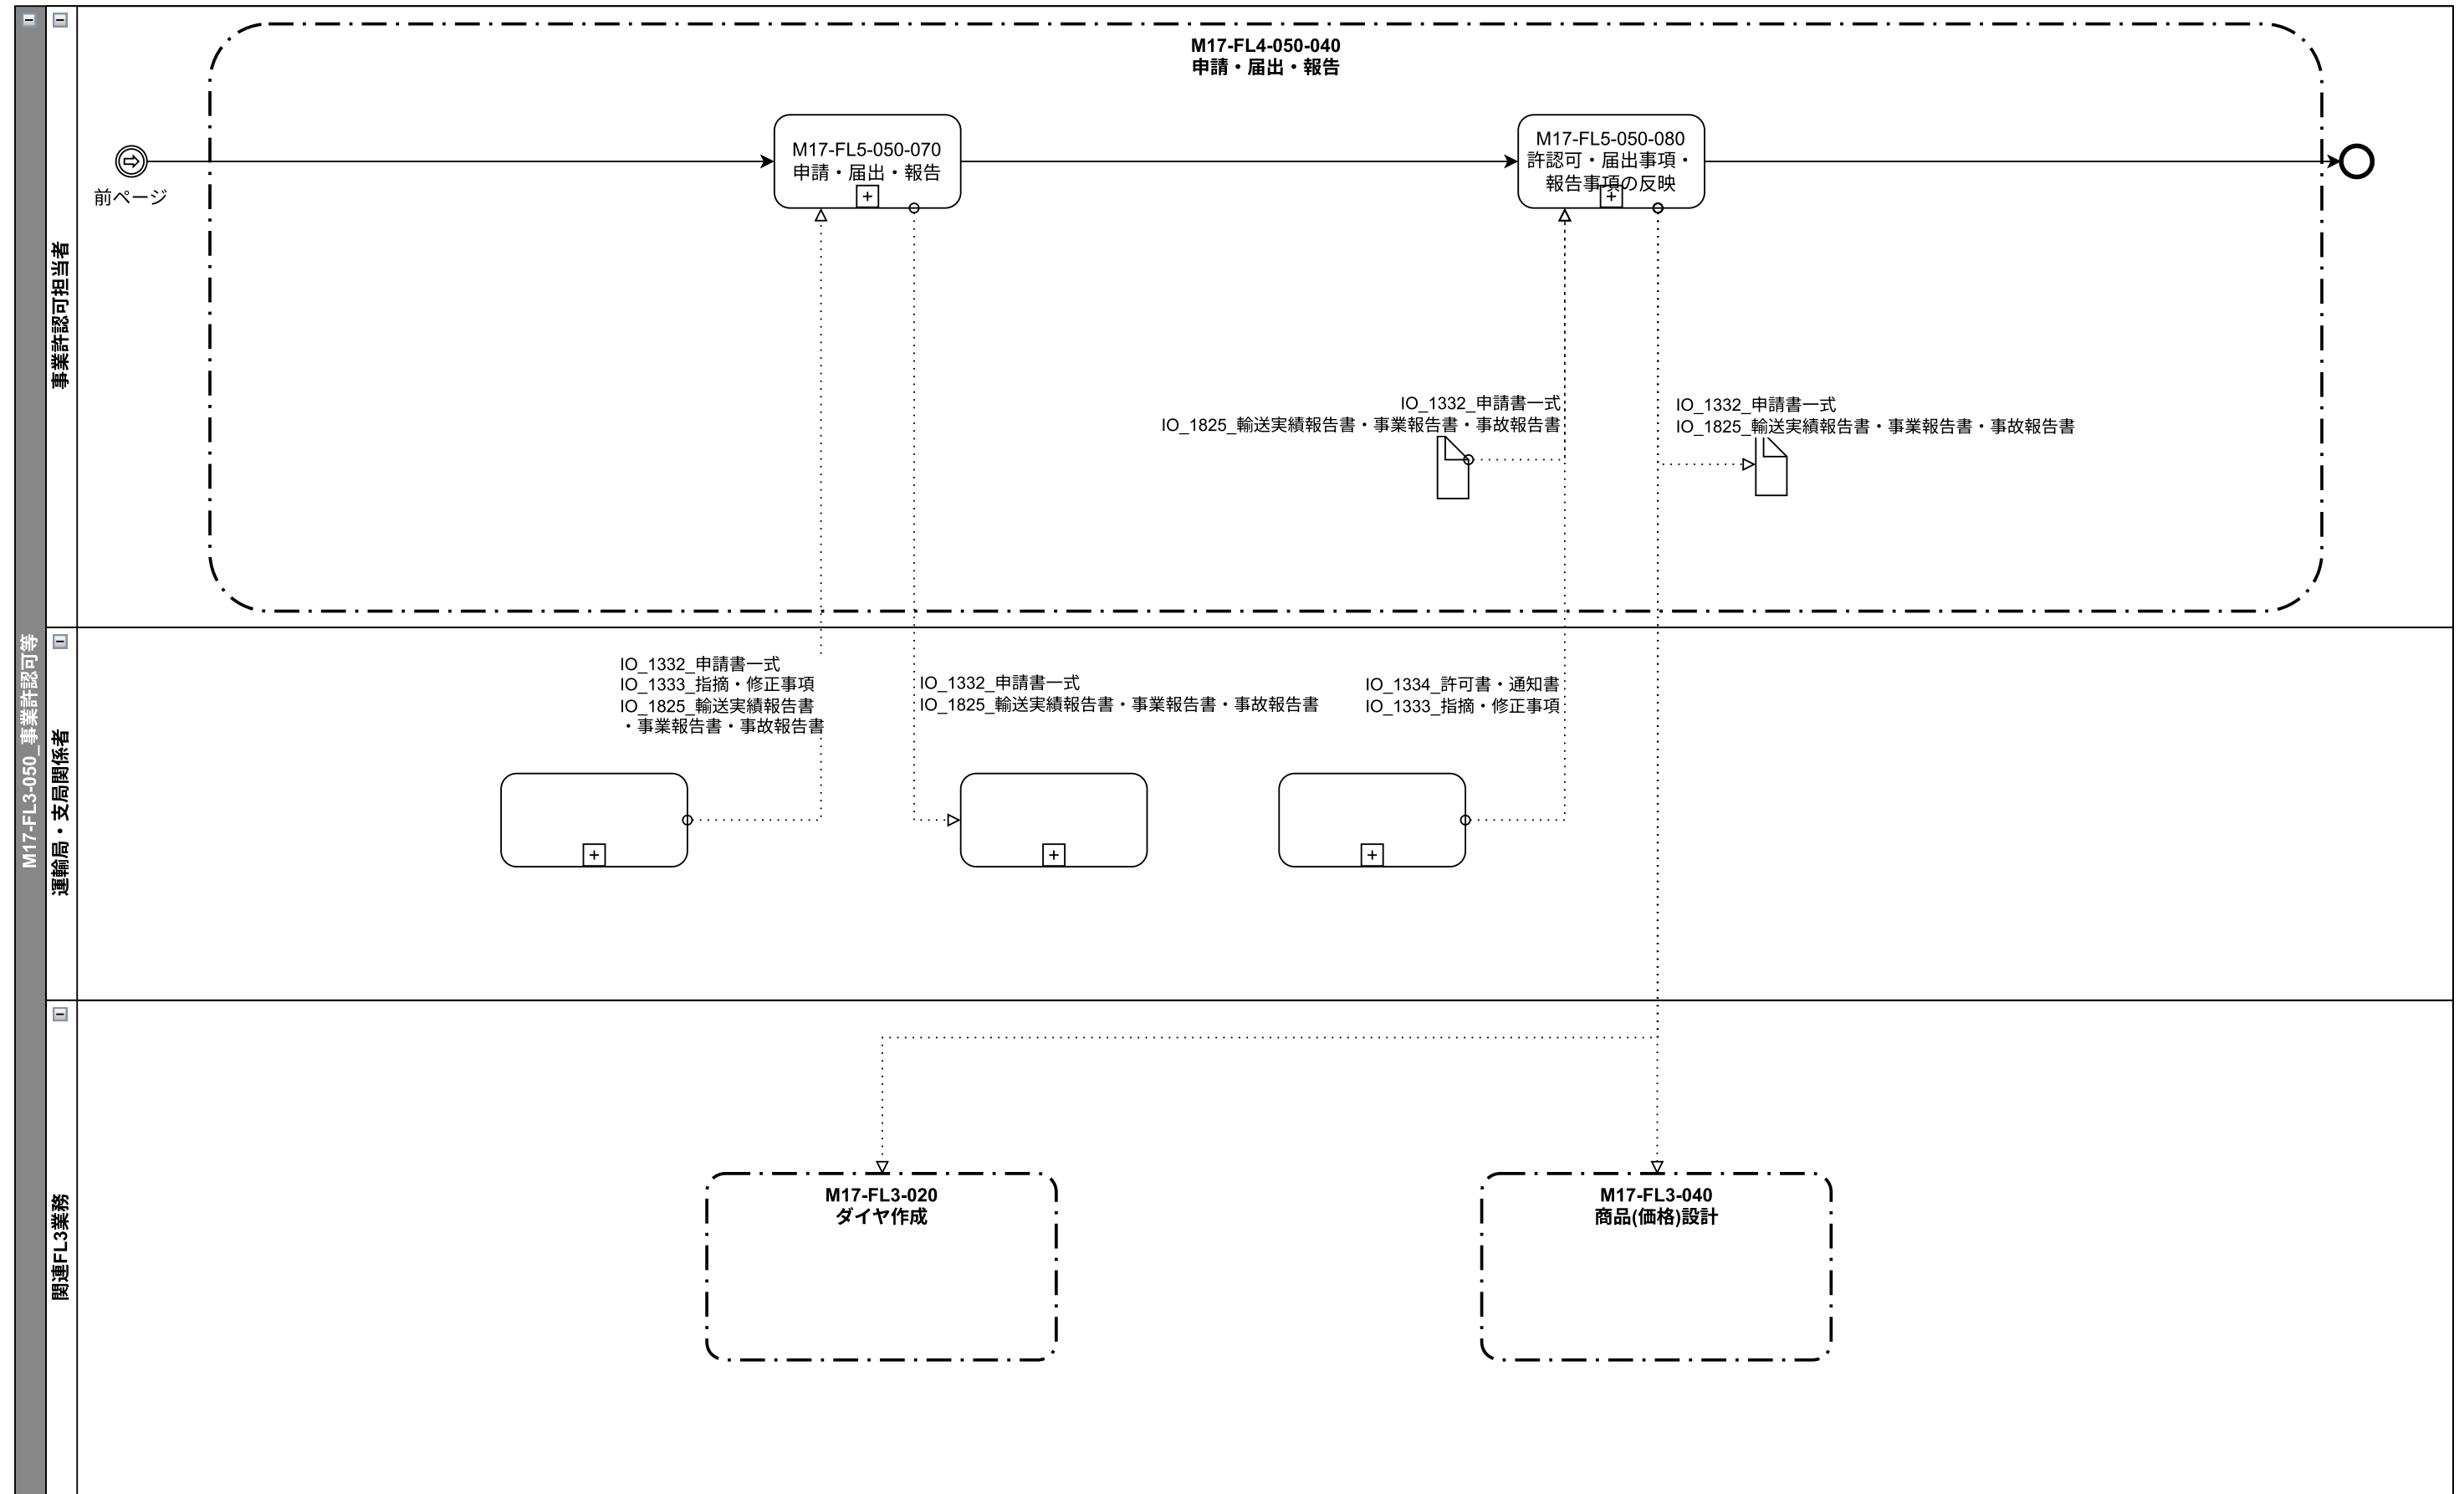 M17-FL3-050_事業許認可等
事業許認可担当者
M17-FL4-050-040
申請・届出・報告
前ページ
M17-FL5-050-070
申請・届出・報告
M17-FL5-050-080
許認可・届出事項・
報告事項の反映
IO_1332_申請書一式
IO_1825_輸送実績報告書・事業報告書・事故報告書
IO_1332_申請書一式
IO_1825_輸送実績報告書・事業報告書・事故報告書
運輸局・支局関係者
IO_1332_申請書一式
IO_1333_指摘・修正事項
IO_1825_輸送実績報告書
・事業報告書・事故報告書
IO_1332_申請書一式
IO_1825_輸送実績報告書・事業報告書・事故報告書
IO_1334_許可書・通知書
IO_1333_指摘・修正事項
関連FL3業務
M17-FL3-020
ダイヤ作成
M17-FL3-040
商品(価格)設計